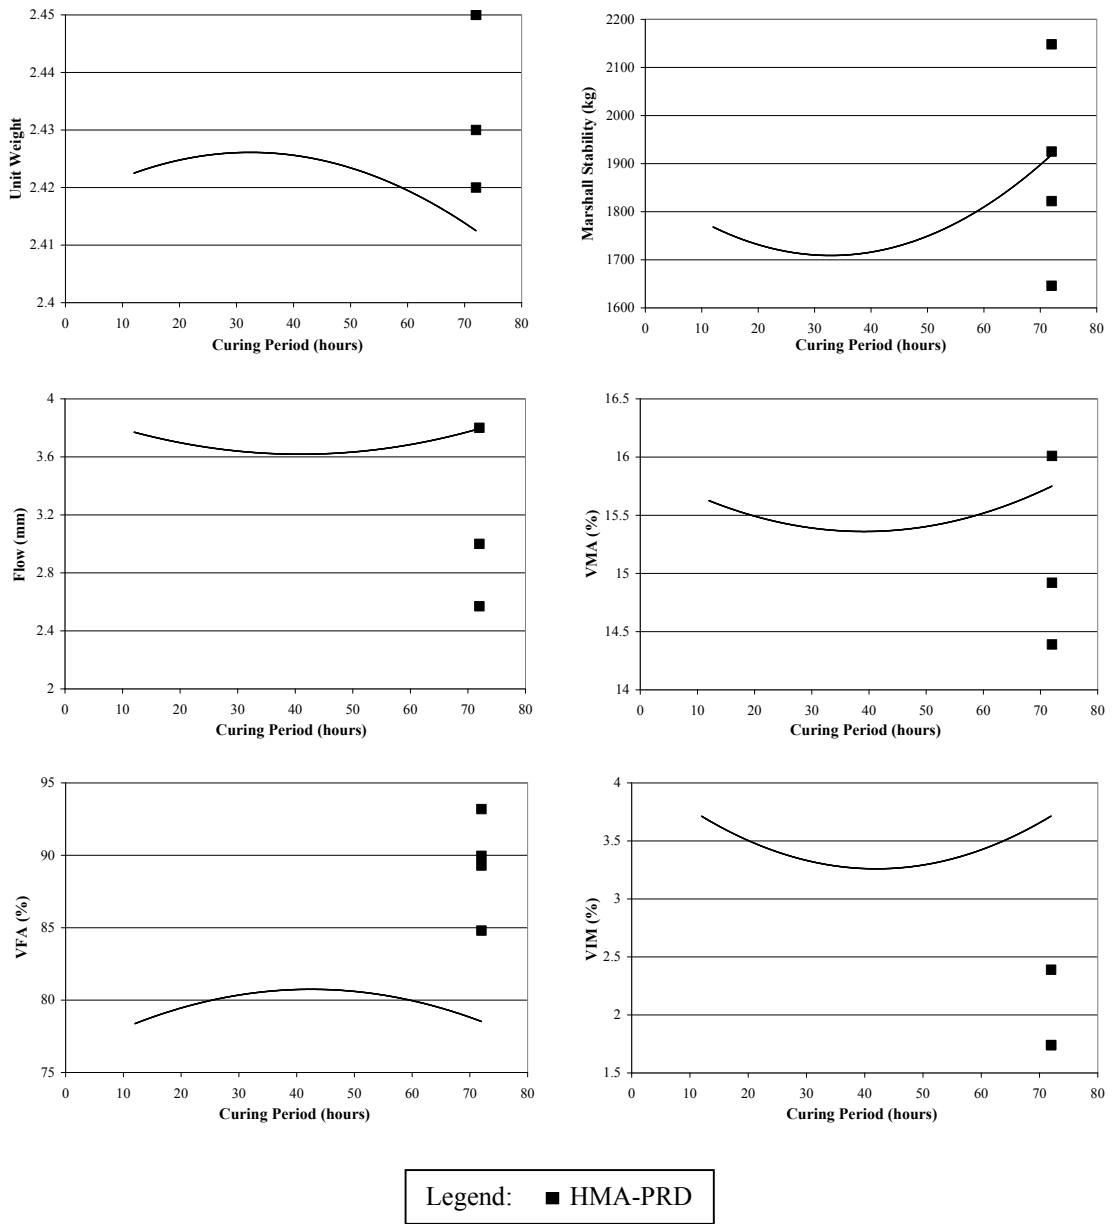 2.45
2.44
2.43
2.42
2.41
2.4
Unit Weight
0 10 20 30 40 50 60 70 80
Curing Period (hours)
2200
2100
2000
1900
1800
1700
1600
Marshall Stability (kg)
0 10 20 30 40 50 60 70 80
Curing Period (hours)
4
3.6
3.2
2.8
2.4
2
Flow (mm)
0 10 20 30 40 50 60 70 80
Curing Period (hours)
16.5
16
15.5
15
14.5
14
VMA (%)
0 10 20 30 40 50 60 70 80
Curing Period (hours)
95
90
85
80
75
VFA (%)
0 10 20 30 40 50 60 70 80
Curing Period (hours)
4
3.5
3
2.5
2
1.5
VIM (%)
0 10 20 30 40 50 60 70 80
Curing Period (hours)
Legend: ■ HMA-PRD